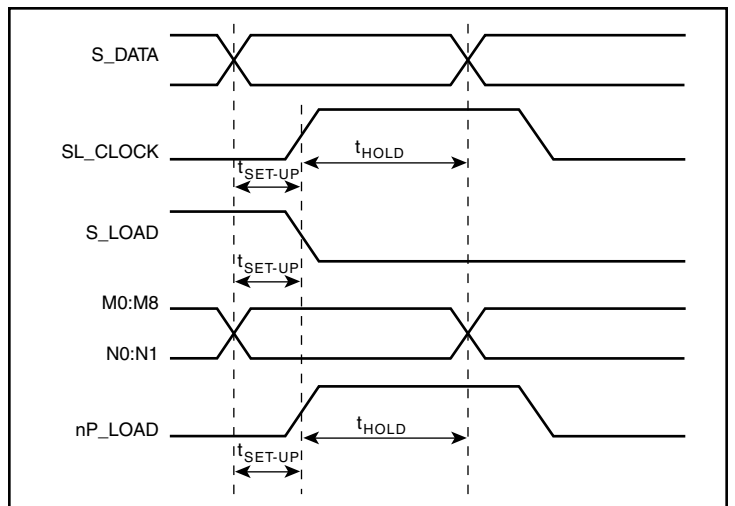 S_DATA
SL_CLOCK
tHOLD
tSET-UP
S_LOAD
tSET-UP
M0:M8
N0:N1
nP_LOAD
tHOLD
tSET-UP